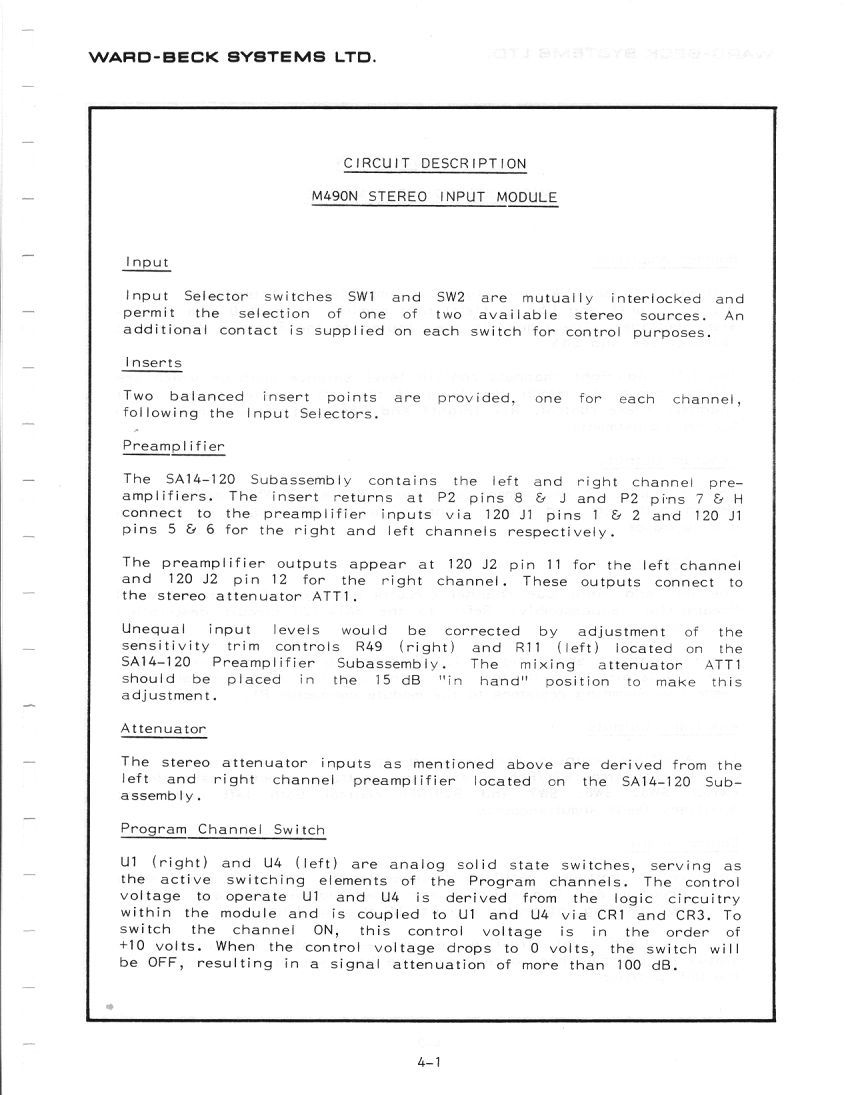 WARD-BECK SYSTEMS LTD.
CIRCUIT DESCRIPTION
M490N STEREO INPUT MODULE
Input
Input Selector switches SW1 and SW2 are mutually interlocked and
permit the selection of one of two available stereo sources. An
additional contact is supplied on each switch for control purposes.
Inserts
Two balanced insert points are provided, one for each channel,
following the Input Selectors.
Preamplifier
The SA14-120 Subassembly contains the left and right channel pre-
amplifiers. The insert returns at P2 pins 8 & J and P2 pins 7 & H
connect to the preamplifier inputs via 120 J1 pins 1 & 2 and 120 J1
pins 5 & 6 for the right and left channels respectively.
The preamplifier outputs appear at 120 J2 pin 11 for the left channel
and 120 J2 pin 12 for the right channel. These outputs connect to
the stereo attenuator ATT1.
Unequal input levels would be corrected by adjustment of the
sensitivity trim controls R49 (right) and R11 (left) located on the
SA14-120 Preamplifier Subassembly. The mixing attenuator ATT1
should be placed in the 15 dB "in hand" position to make this
adjustment.
Attenuator
The stereo attenuator inputs as mentioned above are derived from the
left and right channel preamplifier located on the SA14-120 Sub-
assembly.
Program Channel Switch
U1 (right) and U4 (left) are analog solid state switches, serving as
the active switching elements of the Program channels. The control
voltage to operate U1 and U4 is derived from the logic circuitry
within the module and is coupled to U1 and U4 via CR1 and CR3. To
switch the channel ON, this control voltage is in the order of
+10 volts. When the control voltage drops to 0 volts, the switch will
be OFF, resulting in a signal attenuation of more than 100 dB.
4-1